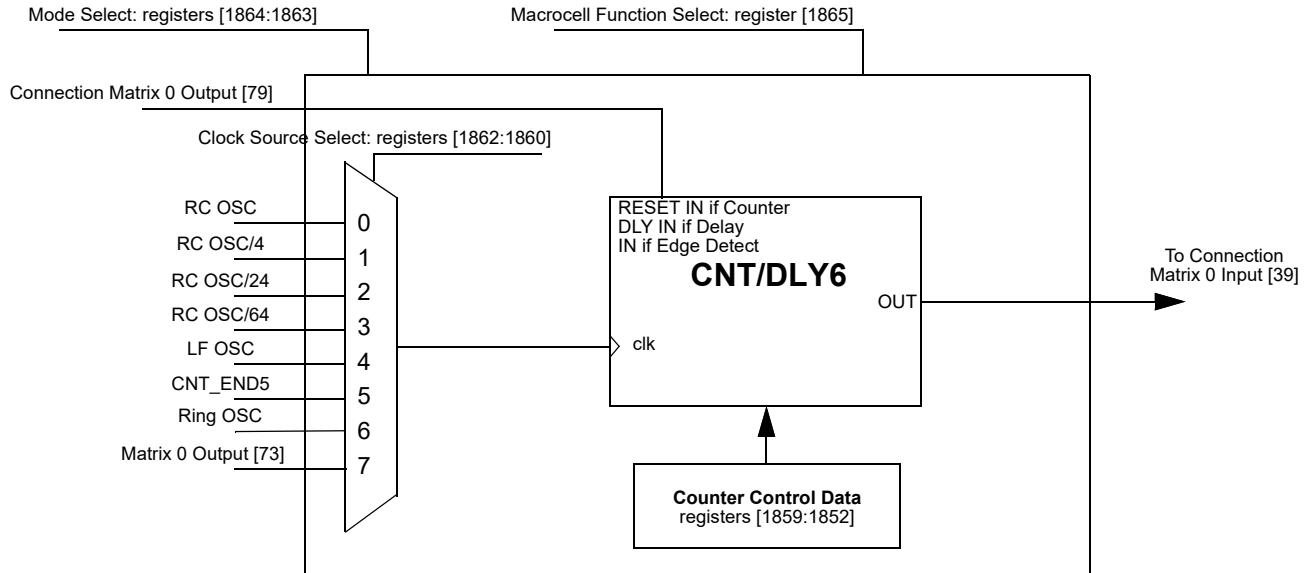 Mode Select: registers [1864:1863]
Macrocell Function Select: register [1865]
Connection Matrix 0 Output [79]
Clock Source Select: registers [1862:1860]
RC OSC
0
RC OSC/4
1
RC OSC/24
2
RC OSC/64
3
LF OSC
4
CNT_END5
5
Ring OSC
6
Matrix 0 Output [73]
7
RESET IN if Counter
DLY IN if Delay
IN if Edge Detect
CNT/DLY6
OUT
clk
To Connection
Matrix 0 Input [39]
Counter Control Data
registers [1859:1852]